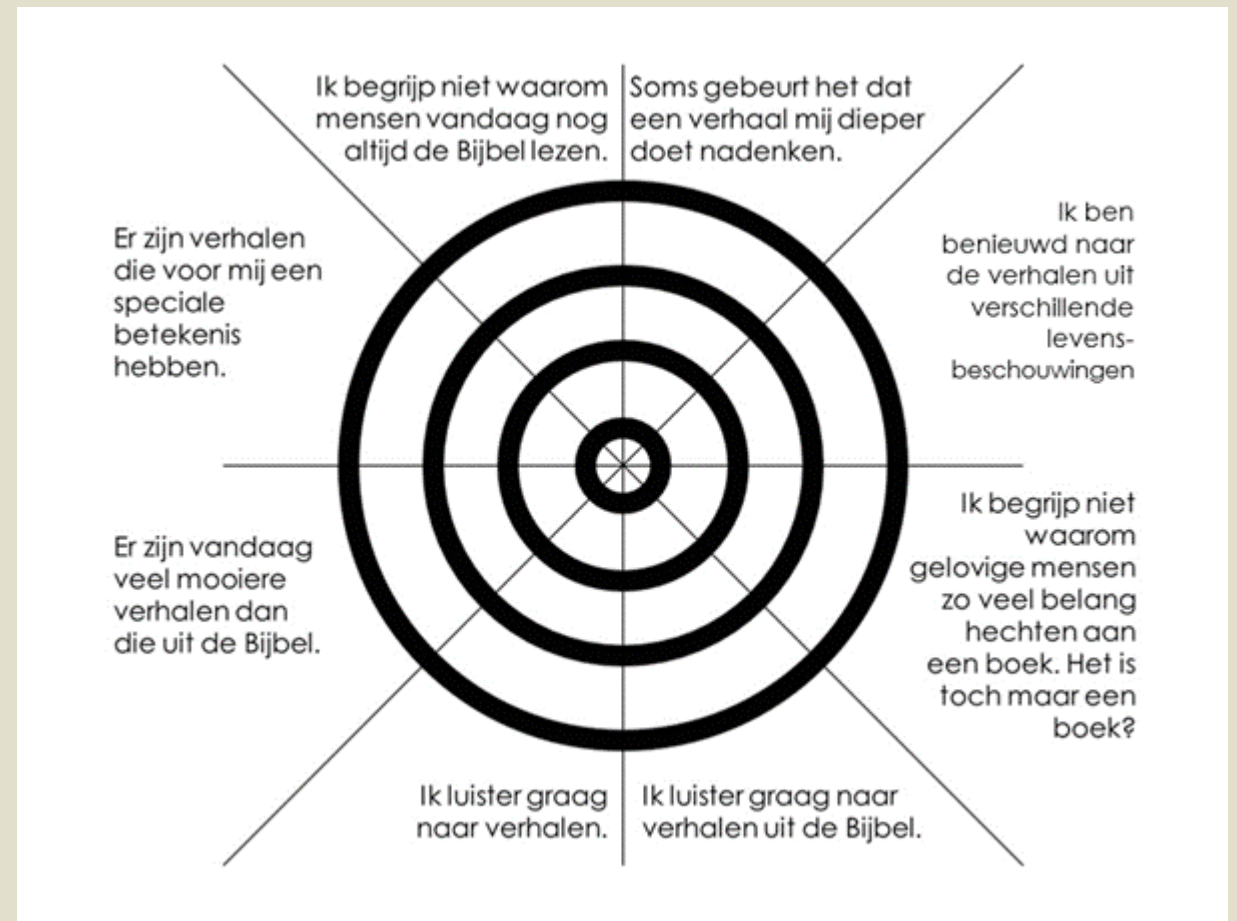 Ik begrijp niet waarom
mensen vandaag nog
altijd de Bijbel lezen.
Soms gebeurt het dat
een verhaal mij dieper
doet nadenken.
Ik ben
benieuwd naar
de verhalen uit
verschillende
levens-
beschouwingen
Ik begrijp niet
waarom
gelovige mensen
zo veel belang
hechten aan
een boek. Het is
toch maar een
boek?
Ik luister graag naar
verhalen uit de Bijbel.
Ik luister graag
naar verhalen.
Er zijn vandaag
veel mooiere
verhalen dan
die uit de Bijbel.
Er zijn verhalen
die voor mij een
speciale
betekenis
hebben.